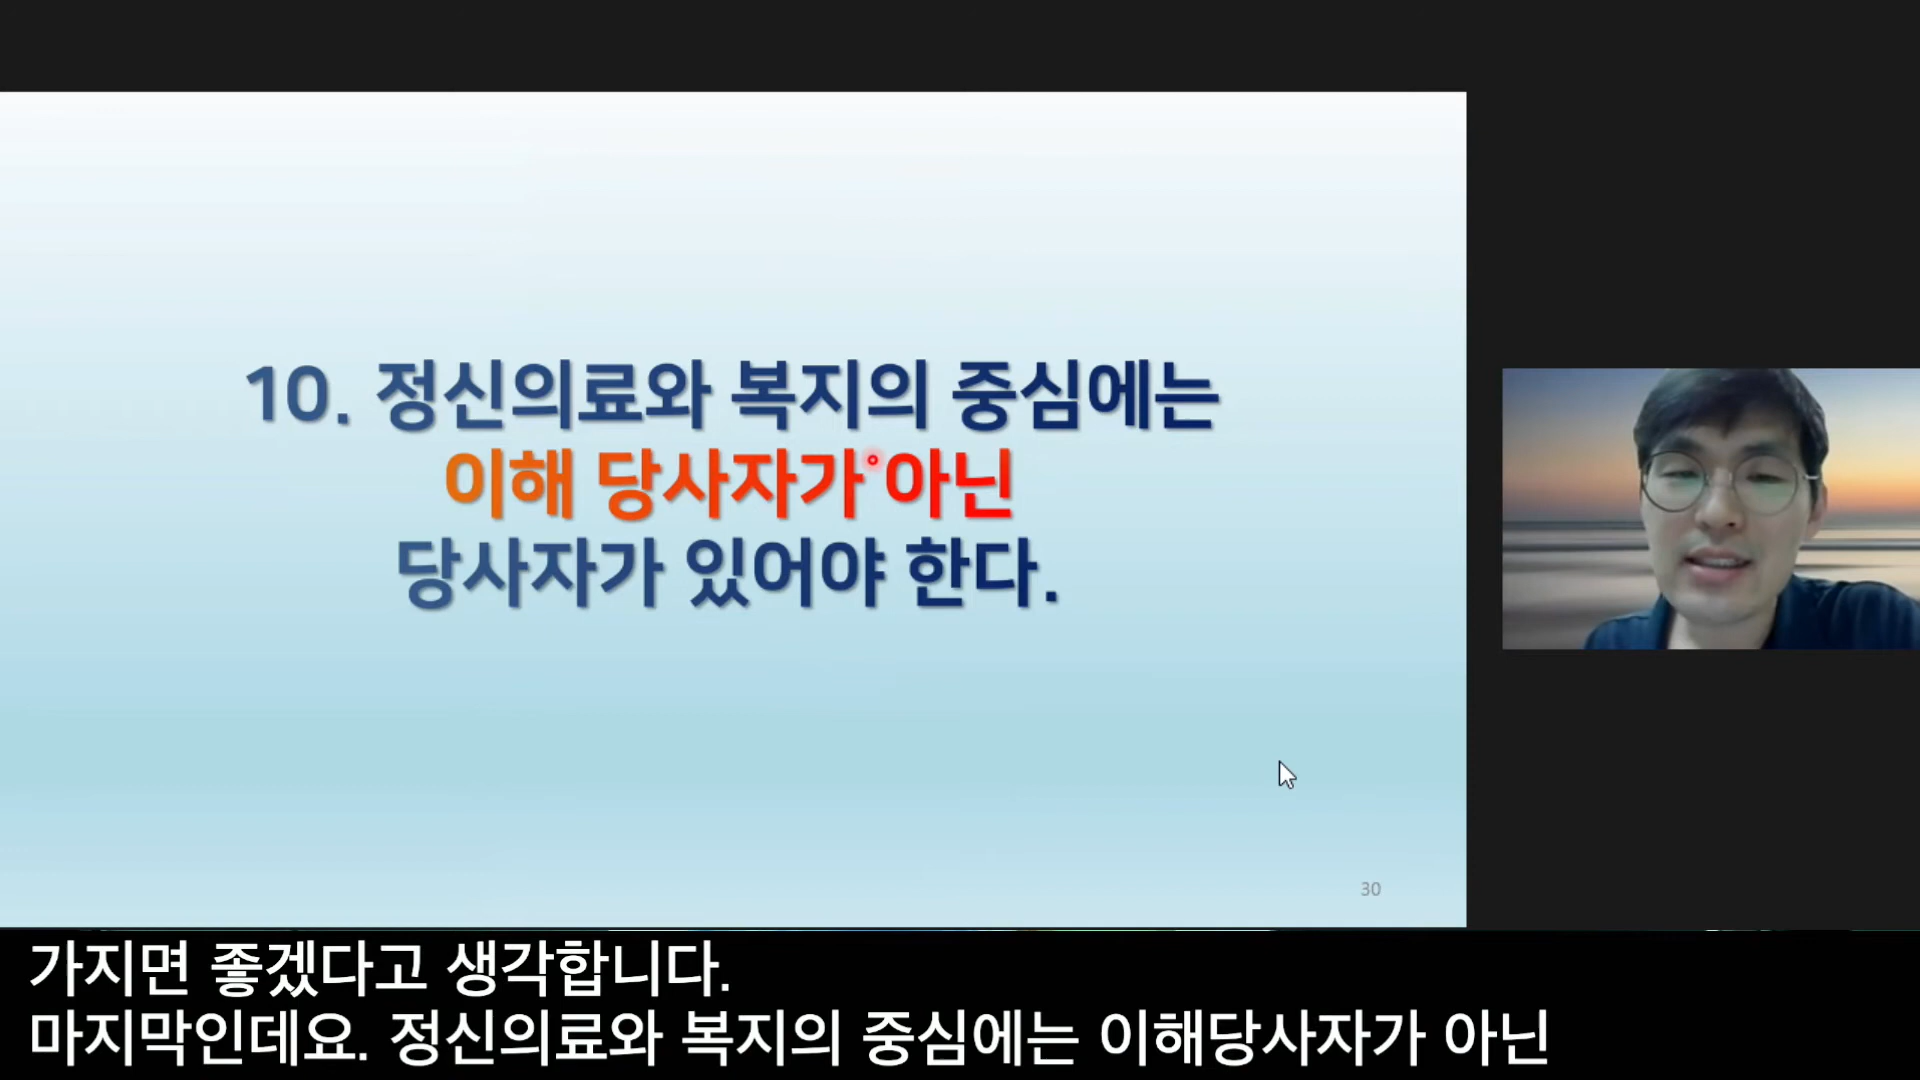 10. 정신의료와 복지의 중심에는
이해 당사자가 아닌
당사자가 있어야 한다.
30
가지면 좋겠다고 생각합니다.
마지막인데요. 정신의료와 복지의 중심에는 이해당사자가 아닌